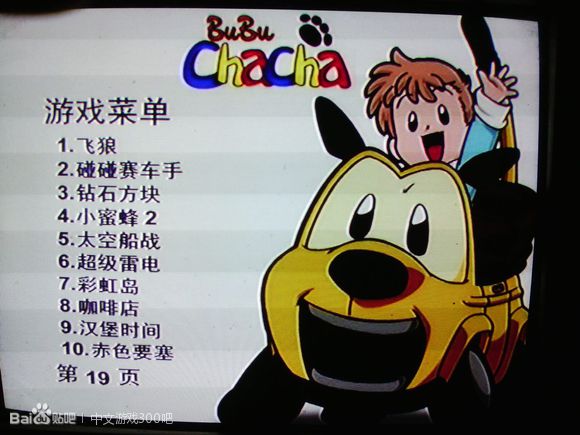 BuBu
ChaCha
游戏菜单
1.飞狼
2.碰碰赛车手
3.钻石方块
4.小蜜蜂 2
5.太空船战
6.超级雷电
7.彩虹岛
8.咖啡店
9.汉堡时间
10.赤色要塞
第 19 页
Bai 贴吧 | 中文游戏300吧